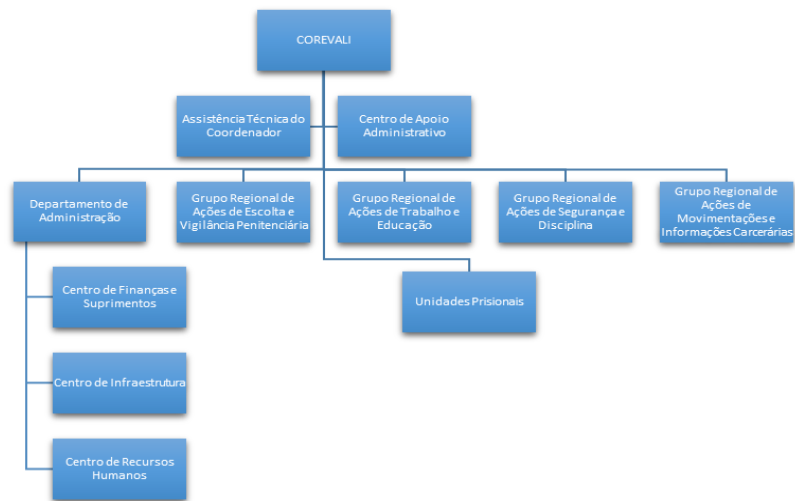 COREVALI
Assistência Técnica do
Coordenador
Centro de Apoio
Administrativo
Departamento de
Administração
Grupo Regional de
Ações de Escolta e
Vigilância Penitenciária
Grupo Regional de
Ações de Trabalho e
Educação
Grupo Regional de
Ações de Segurança e
Disciplina
Grupo Regional de
Ações de
Movimentações e
Informações Carcerárias
Centro de Finanças e
Suprimentos
Unidades Prisionais
Centro de Infraestrutura
Centro de Recursos
Humanos